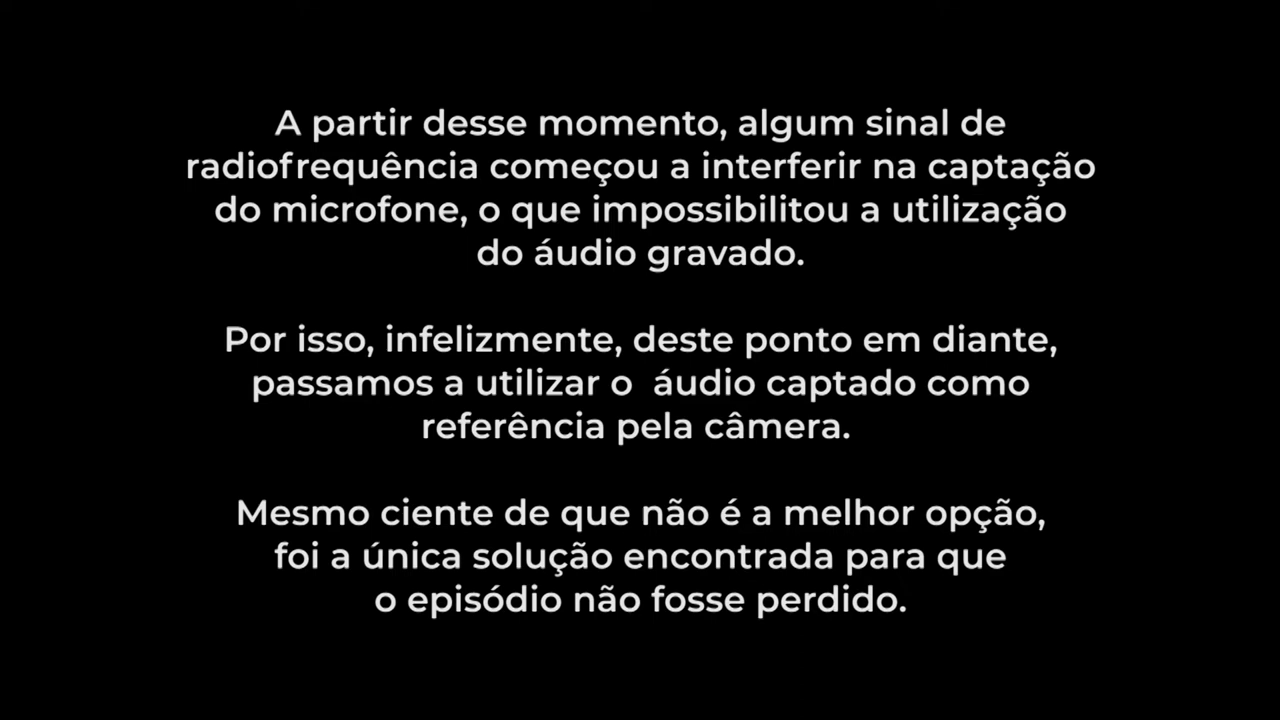 A partir desse momento, algum sinal de
radiofrequência começou a interferir na captação
do microfone, o que impossibilitou a utilização
do áudio gravado.
Por isso, infelizmente, deste ponto em diante,
passamos a utilizar o  áudio captado como
referência pela câmera.
Mesmo ciente de que não é a melhor opção,
foi a única solução encontrada para que
o episódio não fosse perdido.